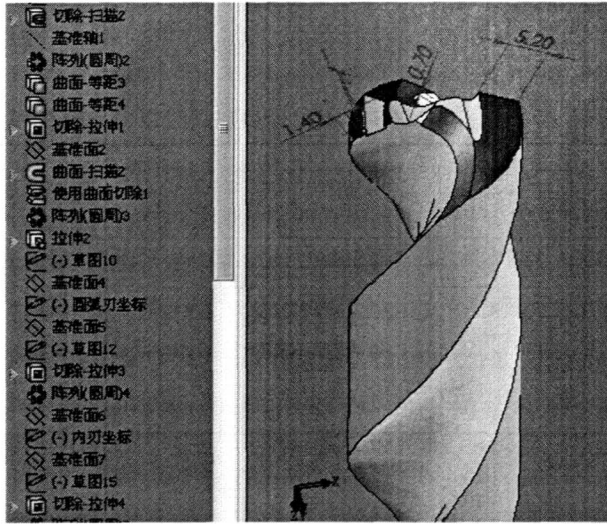 切除-扫描2
基准轴1
阵列(圆周)2
曲面-等距3
曲面-等距4
切除-拉伸1
基准面2
曲面-扫描2
使用曲面切除1
阵列(圆周)3
拉伸2
(-) 草图10
基准面4
(-) 圆弧刃坐标
基准面5
(-) 草图12
切除-拉伸3
阵列(圆周)4
基准面6
(-) 内刃坐标
基准面7
(-) 草图15
切除-拉伸4
5.20
0.70
1.40
X
Z